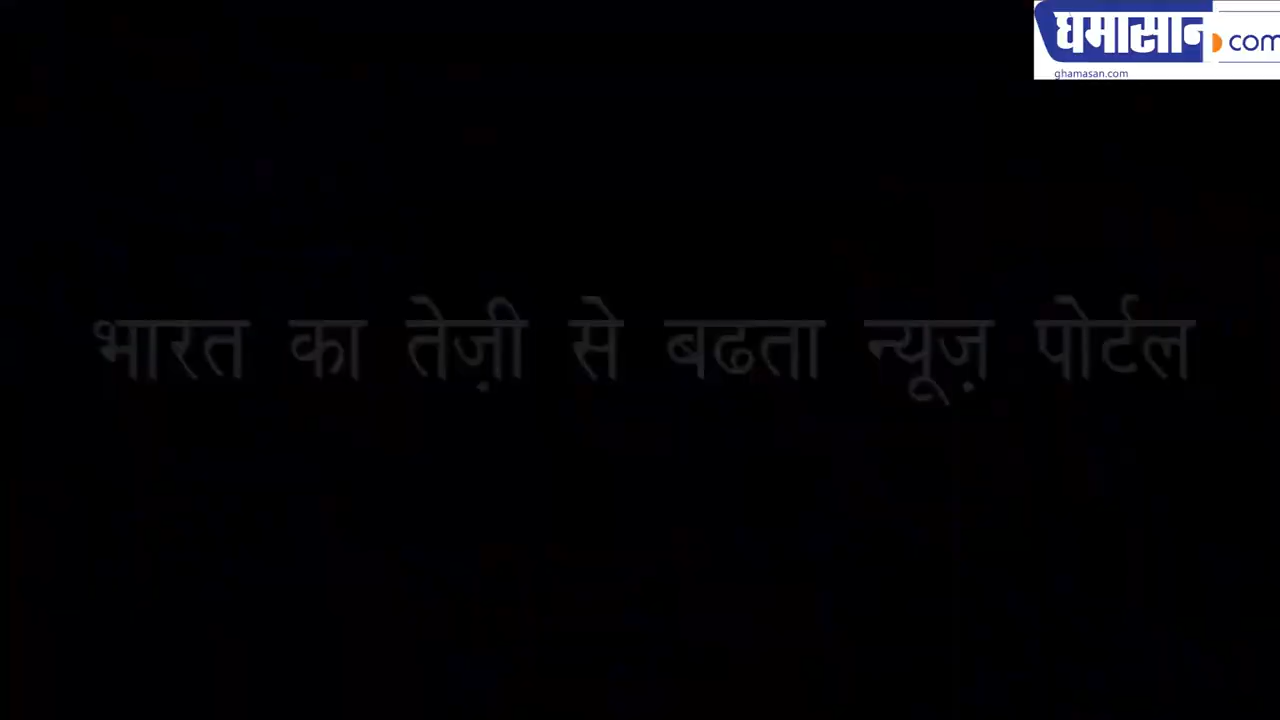 घमासान.com
ghamasan.com
भारत का तेज़ी से बढता न्यूज़ पोर्टल